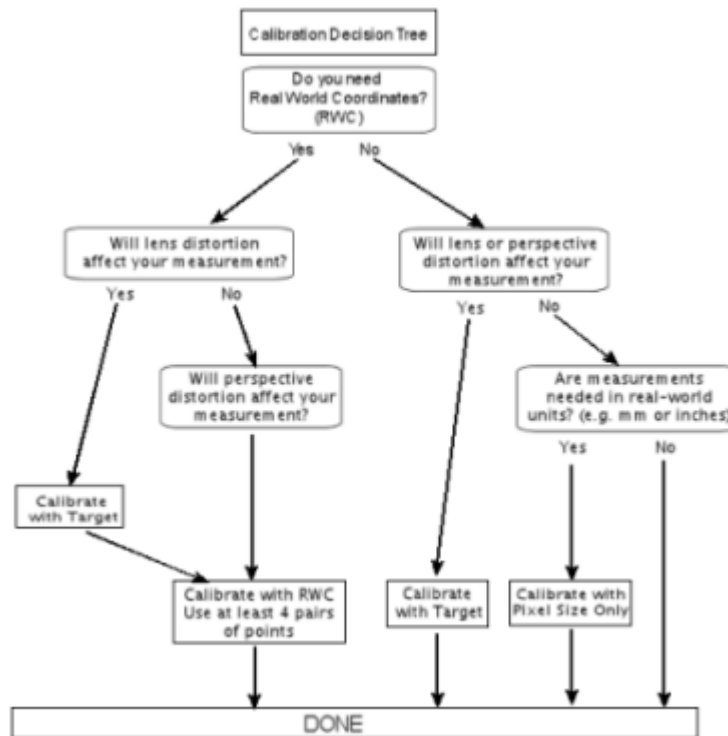 Calibration Decision Tree
Do you need
Real World Coordinates?
(RWC)
Yes
No
Will lens distortion
affect your measurement?
Will lens or perspective
distortion affect your
measurement?
Yes
No
Yes
No
Will perspective
distortion affect your
measurement?
Are measurements
needed in real-world
units? (e.g. mm or inches)
Yes
No
Calibrate
with Target
Calibrate with RWC
Use at least 4 pairs
of points
Calibrate
with Target
Calibrate with
Pixel Size Only
DONE